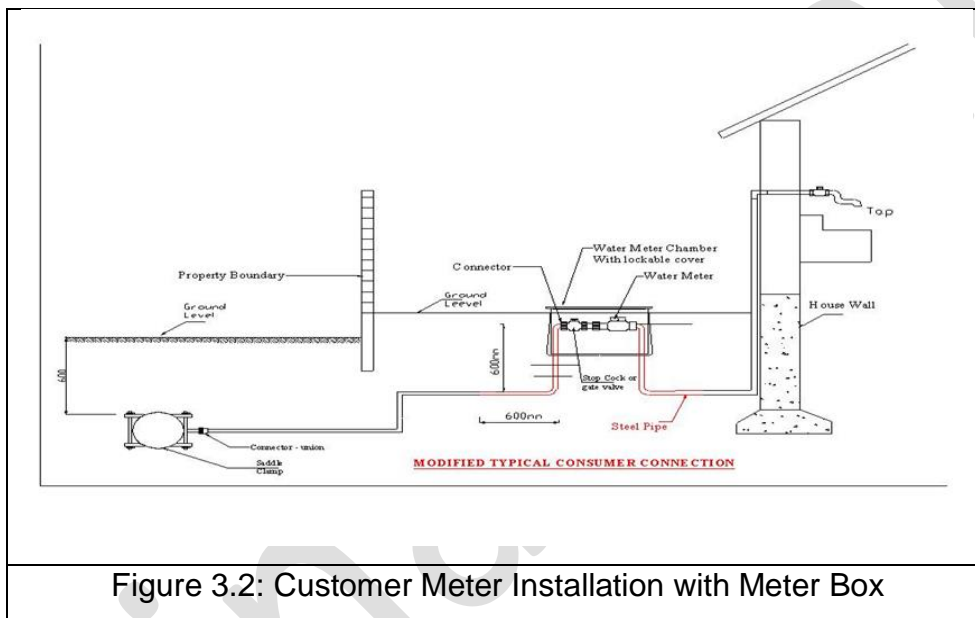 Tap
Water Meter Chamber
With lockable cover
Connector
Water Meter
Property Boundary
Ground
Leevel
Ground
Level
House Wall
600
600mm
Stop Cock or
gate valve
600mm
Steel Pipe
Connector - union
Saddle
Clamp
MODIFIED TYPICAL CONSUMER CONNECTION
Figure 3.2: Customer Meter Installation with Meter Box